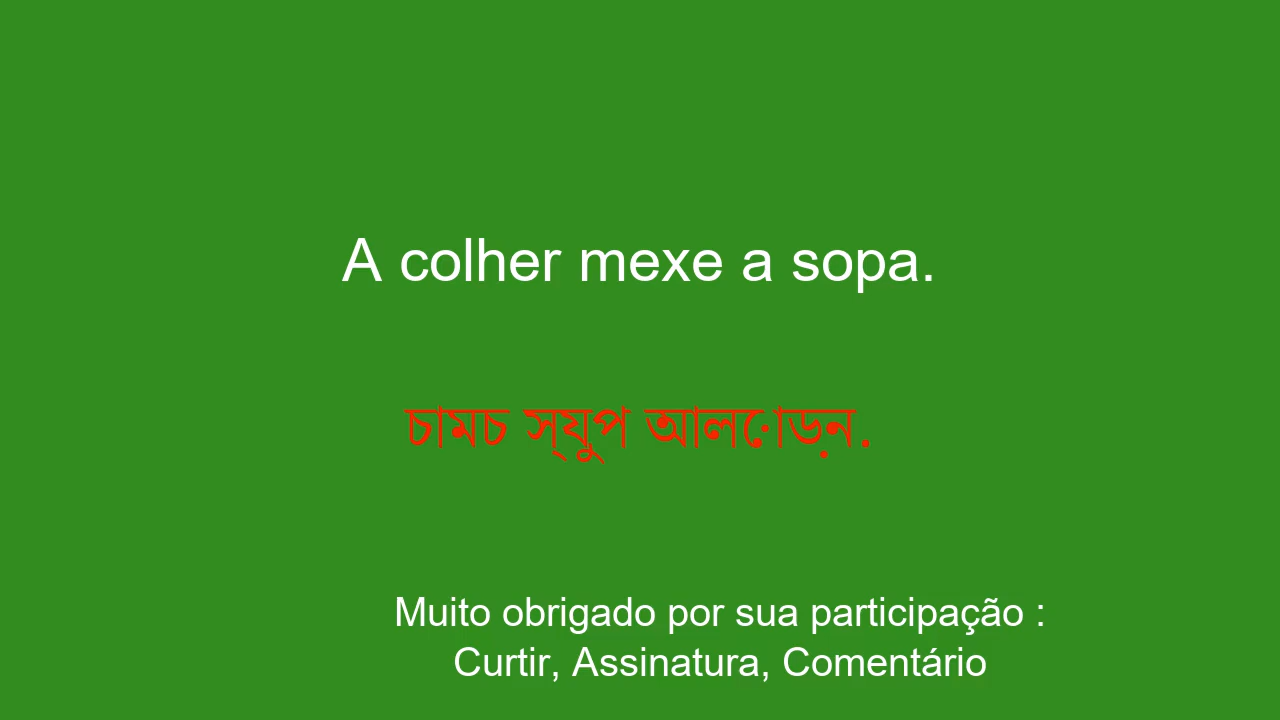 A colher mexe a sopa.
চামচ স্যুপ আলোড়ন.
Muito obrigado por sua participação :
Curtir, Assinatura, Comentário